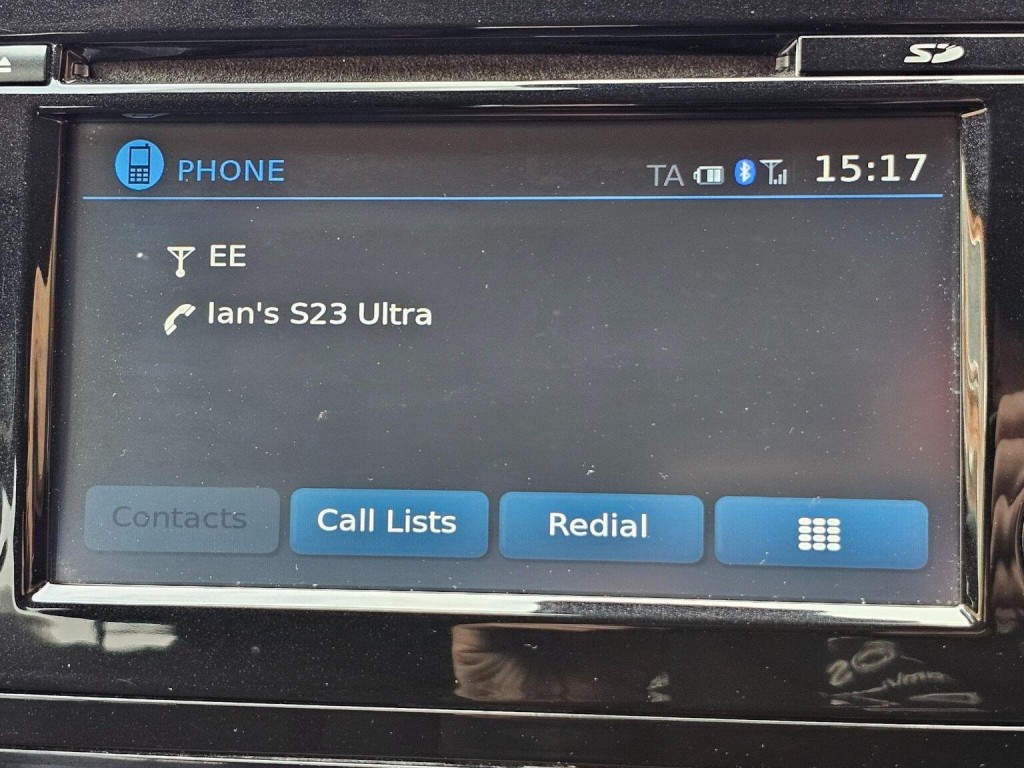 SD
PHONE
TA
15:17
EE
Ian's S23 Ultra
Contacts
Call Lists
Redial